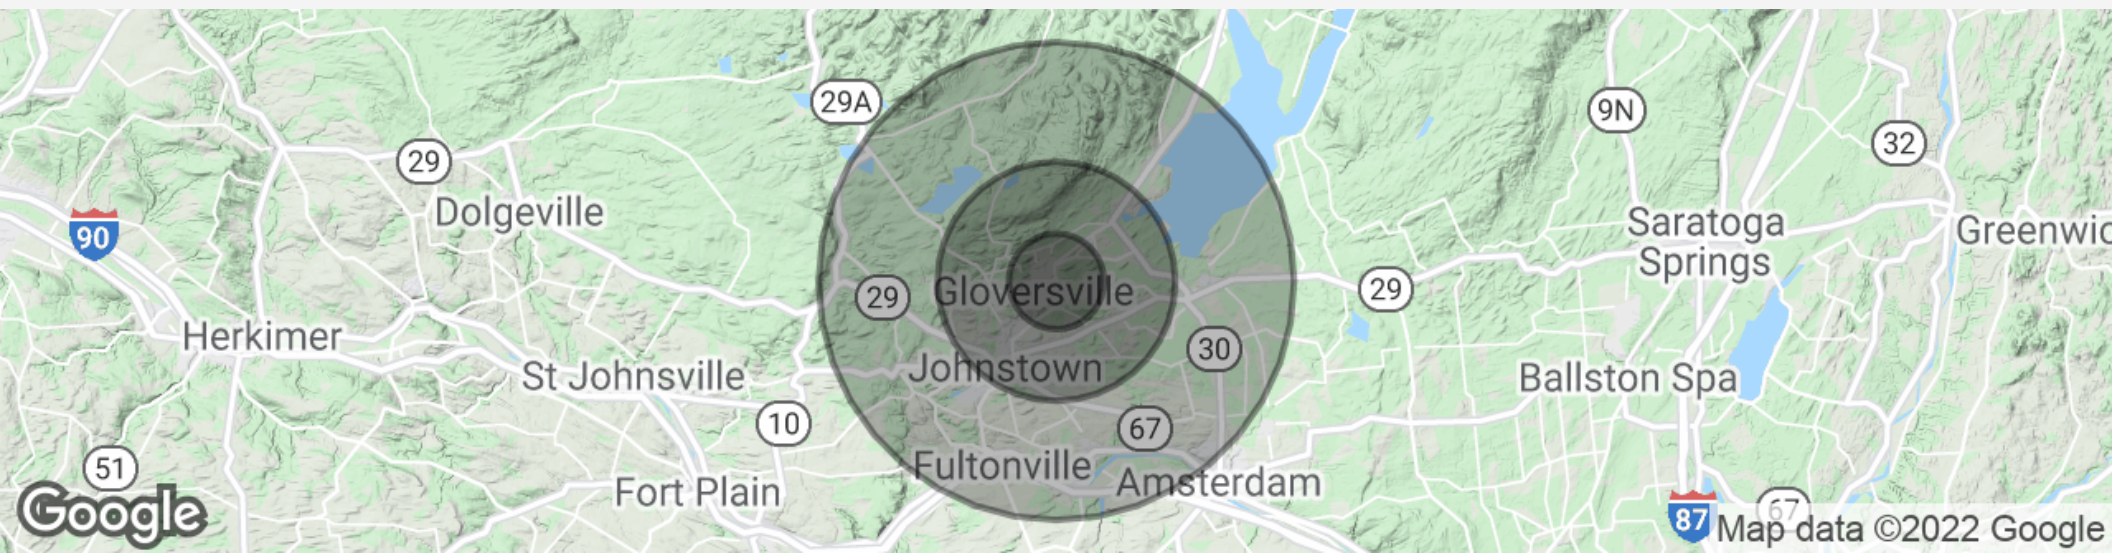 29A
9N
32
29
Dolgeville
90
Saratoga
Springs
Greenwic
29
Gloversville
29
Herkimer
30
St Johnsville
Johnstown
Ballston Spa
10
67
51
Fultonville
Fort Plain
Amsterdam
Google
87
67
Map data ©2022 Google